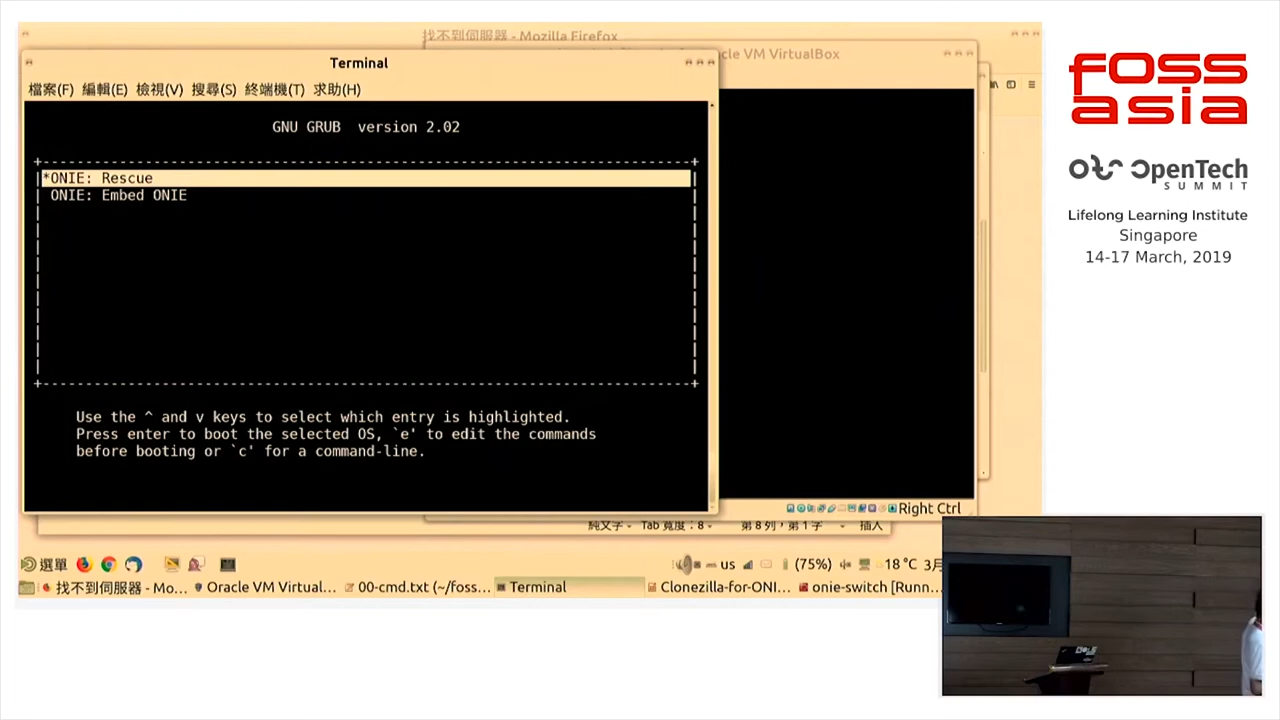 找不到伺服器 - Mozilla Firefox
cle VM VirtualBox
Terminal
檔案(F) 編輯(E) 檢視(V) 搜尋(S) 終端機(T) 求助(H)
GNU GRUB version 2.02
*ONIE: Rescue
ONIE: Embed ONIE
Use the ^ and v keys to select which entry is highlighted.
Press enter to boot the selected OS, `e' to edit the commands
before booting or `c' for a command-line.
Right Ctrl
純文字 Tab 寬度：8 第 8 列，第 1 字 插入
選單 us (75%) 18 °C 3月
找不到伺服器 - Mo... Oracle VM Virtual... 00-cmd.txt (~/foss... Terminal Clonezilla-for-ONI... onie-switch [Runn...
fOSS
asia
OpenTech
SUMMIT
Lifelong Learning Institute
Singapore
14-17 March, 2019